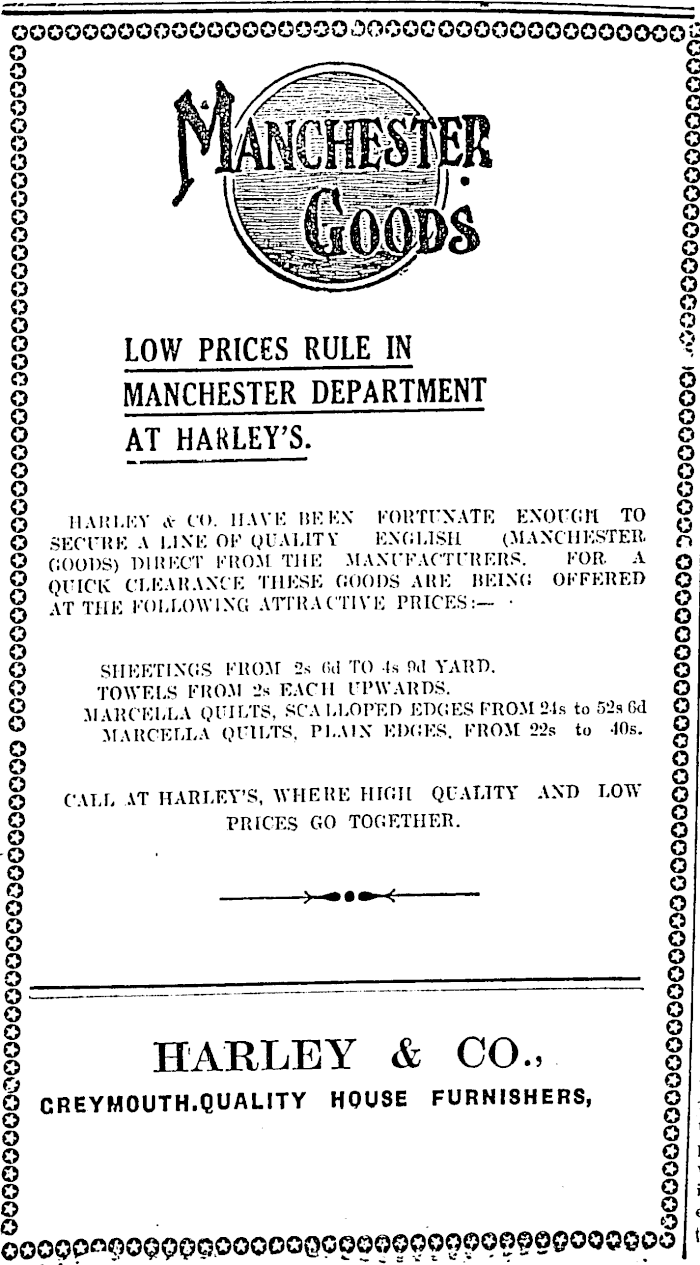 MANCHESTER
GOODS
LOW PRICES RULE IN
MANCHESTER DEPARTMENT
AT HARLEY'S.
HARLEY & CO. HAVE BEEN FORTUNATE ENOUGH TO
SECURE A LINE OF QUALITY ENGLISH (MANCHESTER
GOODS) DIRECT FROM THE MANUFACTURERS. FOR A
QUICK CLEARANCE THESE GOODS ARE BEING OFFERED
AT THE FOLLOWING ATTRACTIVE PRICES:—
SHEETINGS FROM 2s 6d TO 4s 9d YARD.
TOWELS FROM 2s EACH UPWARDS.
MARCELLA QUILTS, SCALLOPED EDGES FROM 24s to 52s 6d
MARCELLA QUILTS, PLAIN EDGES, FROM 22s to 40s.
CALL AT HARLEY'S, WHERE HIGH QUALITY AND LOW
PRICES GO TOGETHER.
HARLEY & CO.,
GREYMOUTH.QUALITY HOUSE FURNISHERS,